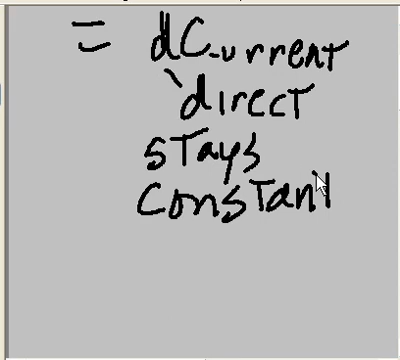 = dCurrent
direct
stays
constant